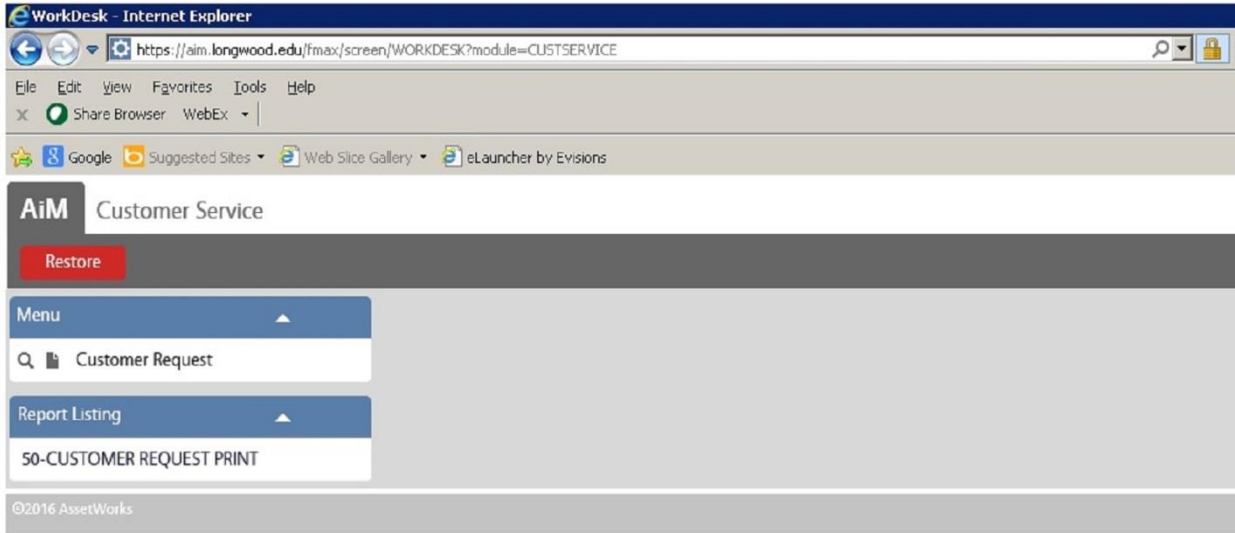 WorkDesk - Internet Explorer
https://aim.longwood.edu/fmax/screen/WORKDESK?module=CUSTSERVICE
File Edit View Favorites Tools Help
x Share Browser WebEx
Google Suggested Sites Web Slice Gallery eLauncher by Evisions
AiM Customer Service
Restore
Menu
Customer Request
Report Listing
50-CUSTOMER REQUEST PRINT
©2016 AssetWorks